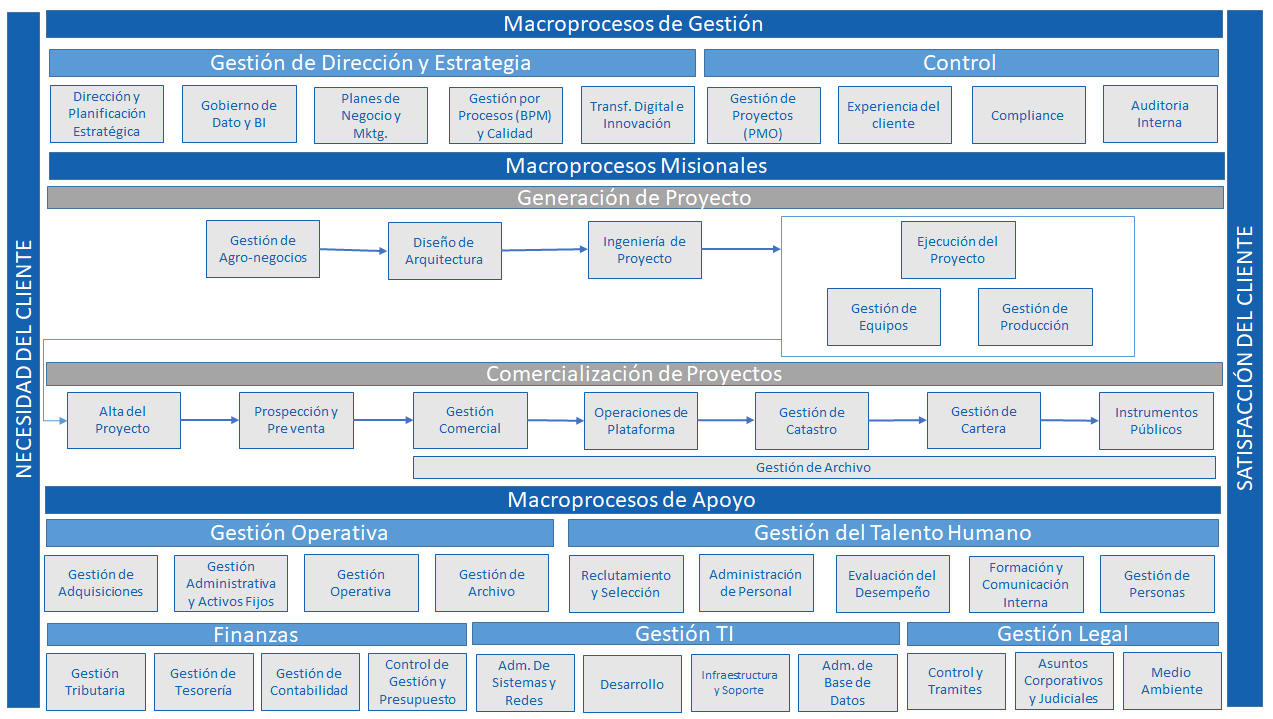 NECESIDAD DEL CLIENTE
Macroprocesos de Gestión
Gestión de Dirección y Estrategia
Control
Dirección y
Planificación
Estratégica
Gobierno de
Dato y BI
Planes de
Negocio y
Mktg.
Gestión por
Procesos (BPM)
y Calidad
Transf. Digital e
Innovación
Gestión de
Proyectos
(PMO)
Experiencia del
cliente
Compliance
Auditoria
Interna
Macroprocesos Misionales
Generación de Proyecto
Gestión de
Agro-negocios
Diseño de
Arquitectura
Ingeniería de
Proyecto
Ejecución del
Proyecto
Gestión de
Equipos
Gestión de
Producción
Comercialización de Proyectos
Alta del
Proyecto
Prospección y
Pre venta
Gestión
Comercial
Operaciones de
Plataforma
Gestión de
Catastro
Gestión de
Cartera
Instrumentos
Públicos
Gestión de Archivo
Macroprocesos de Apoyo
Gestión Operativa
Gestión del Talento Humano
Gestión de
Adquisiciones
Gestión
Administrativa
y Activos Fijos
Gestión
Operativa
Gestión de
Archivo
Reclutamiento
y Selección
Administración
de Personal
Evaluación del
Desempeño
Formación y
Comunicación
Interna
Gestión de
Personas
Finanzas
Gestión TI
Gestión Legal
Gestión
Tributaria
Gestión de
Tesorería
Gestión de
Contabilidad
Control de
Gestión y
Presupuesto
Adm. De
Sistemas y
Redes
Desarrollo
Infraestructura
y Soporte
Adm. de
Base de
Datos
Control y
Tramites
Asuntos
Corporativos
y Judiciales
Medio
Ambiente
SATISFACCIÓN DEL CLIENTE